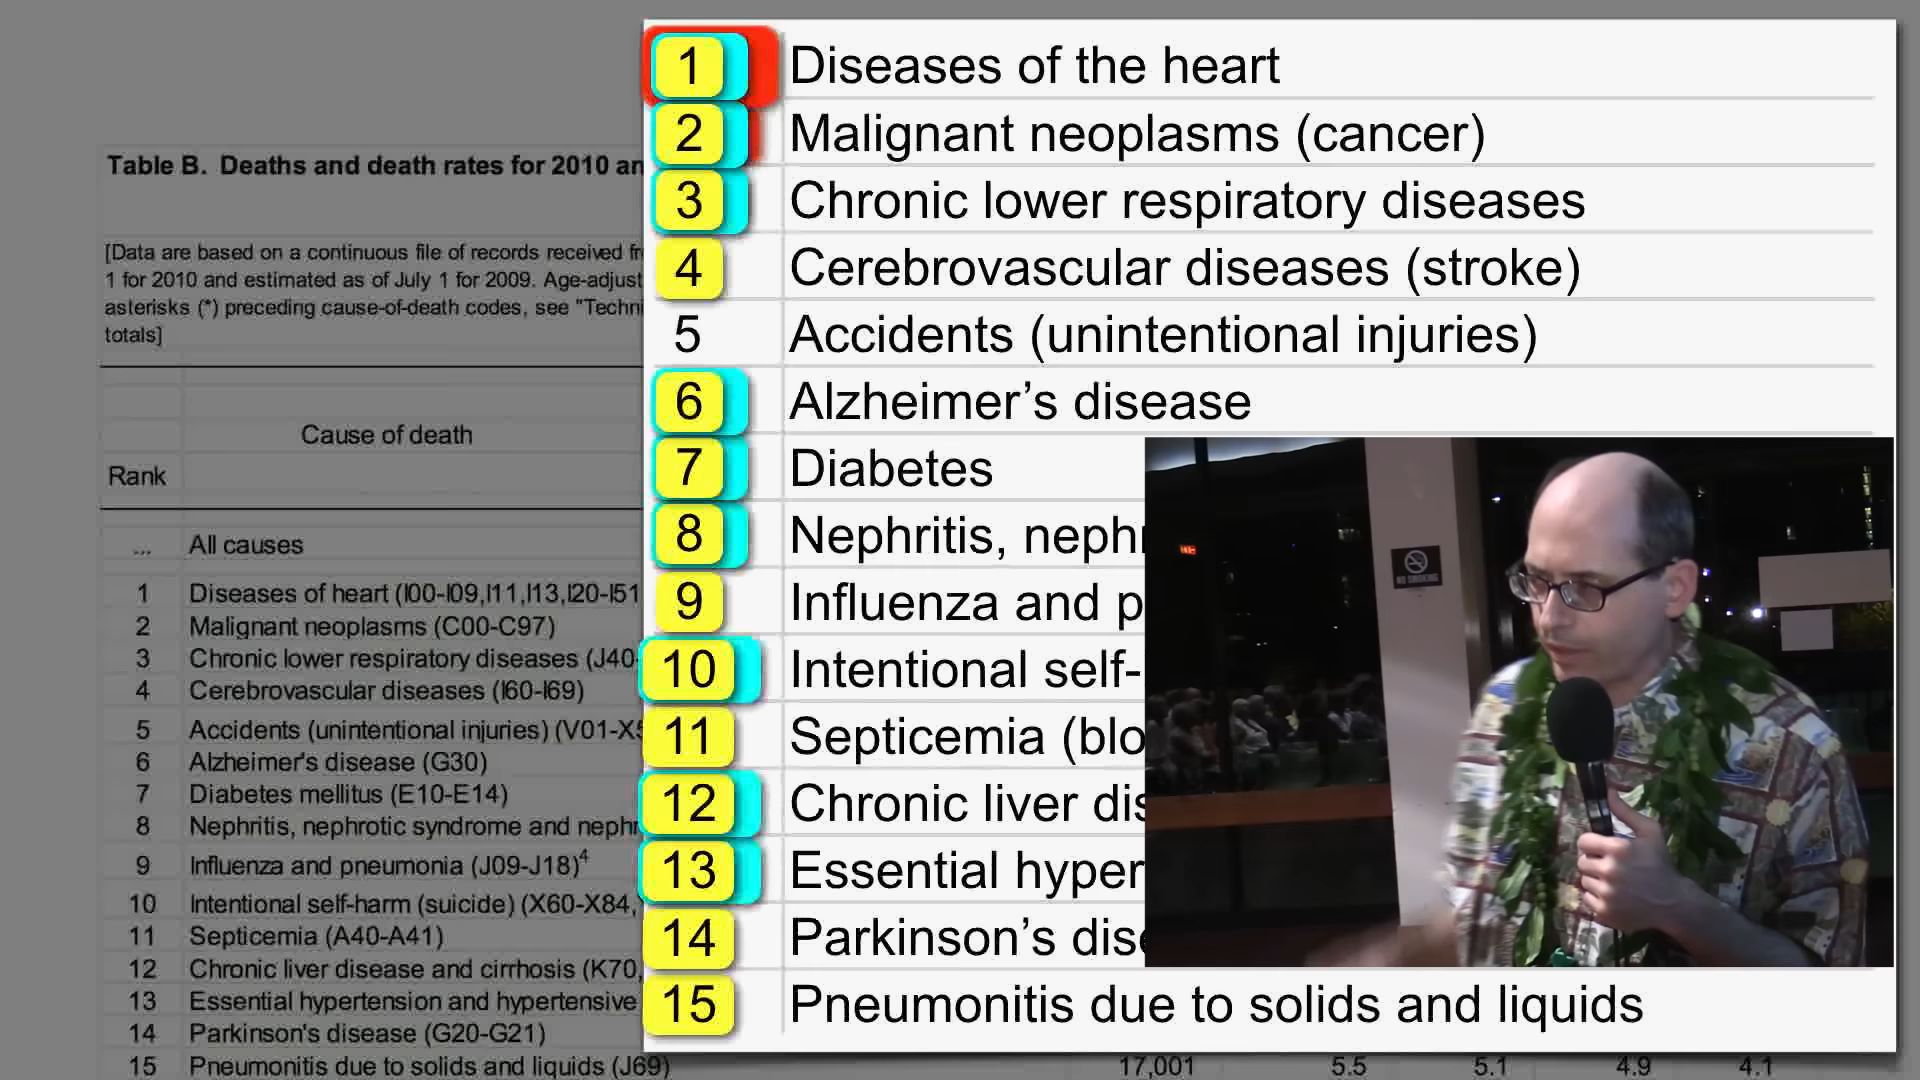 Table B. Deaths and death rates for 2010 an
[Data are based on a continuous file of records received fr
1 for 2010 and estimated as of July 1 for 2009. Age-adjust
asterisks (*) preceding cause-of-death codes, see "Techni
totals]
Cause of death
Rank
... All causes
1 Diseases of heart (I00-I09,I11,I13,I20-I51
2 Malignant neoplasms (C00-C97)
3 Chronic lower respiratory diseases (J40-
4 Cerebrovascular diseases (I60-I69)
5 Accidents (unintentional injuries) (V01-X5
6 Alzheimer's disease (G30)
7 Diabetes mellitus (E10-E14)
8 Nephritis, nephrotic syndrome and nephr
9 Influenza and pneumonia (J09-J18)4
10 Intentional self-harm (suicide) (X60-X84,
11 Septicemia (A40-A41)
12 Chronic liver disease and cirrhosis (K70,
13 Essential hypertension and hypertensive
14 Parkinson's disease (G20-G21)
15 Pneumonitis due to solids and liquids (J69) 17,001 5.5 5.1 4.9 4.1
1 Diseases of the heart
2 Malignant neoplasms (cancer)
3 Chronic lower respiratory diseases
4 Cerebrovascular diseases (stroke)
5 Accidents (unintentional injuries)
6 Alzheimer’s disease
7 Diabetes
8 Nephritis, nephr
9 Influenza and p
10 Intentional self-
11 Septicemia (blo
12 Chronic liver dis
13 Essential hyper
14 Parkinson’s dise
15 Pneumonitis due to solids and liquids
NO SMOKING